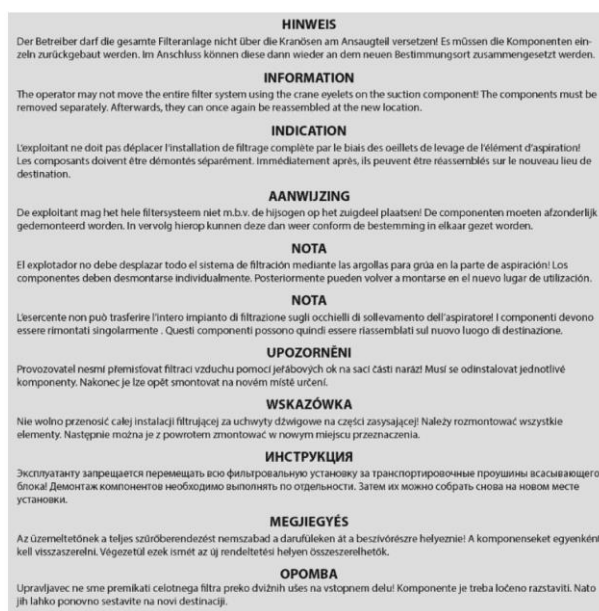 HINWEIS
Der Betreiber darf die gesamte Filteranlage nicht über die Kranösen am Ansaugteil versetzen! Es müssen die Komponenten ein-
zeln zurückgebaut werden. Im Anschluss können diese dann wieder an dem neuen Bestimmungsort zusammengesetzt werden.
INFORMATION
The operator may not move the entire filter system using the crane eyelets on the suction component! The components must be
removed separately. Afterwards, they can once again be reassembled at the new location.
INDICATION
L'exploitant ne doit pas déplacer l'installation de filtrage complète par le biais des oeillets de levage de l'élément d'aspiration!
Les composants doivent être démontés séparément. Immédiatement après, ils peuvent être réassemblés sur le nouveau lieu de
destination.
AANWIJZING
De exploitant mag het hele filtersysteem niet m.b.v. de hijsogen op het zuigdeel plaatsen! De componenten moeten afzonderlijk
gedemonteerd worden. In vervolg hierop kunnen deze dan weer conform de bestemming in elkaar gezet worden.
NOTA
El explotador no debe desplazar todo el sistema de filtración mediante las argollas para grúa en la parte de aspiración! Los
componentes deben desmontarse individualmente. Posteriormente pueden volver a montarse en el nuevo lugar de utilización.
NOTA
L'esercente non può trasferire l'intero impianto di filtrazione sugli occhielli di sollevamento dell'aspiratore! I componenti devono
essere rimontati singolarmente . Questi componenti possono quindi essere riassemblati sul nuovo luogo di destinazione.
UPOZORNĚNI
Provozovatel nesmí přemisťovat filtraci vzduchu pomocí jeřábových ok na sací části naráz! Musí se odinstalovat jednotlivé
komponenty. Nakonec je lze opět smontovat na novém místě určení.
WSKAZÓWKA
Nie wolno przenosić całej instalacji filtrującej za uchwyty dźwigowe na części zasysającej! Należy rozmontować wszystkie
elementy. Następnie można je z powrotem zmontować w nowym miejscu przeznaczenia.
ИНСТРУКЦИЯ
Эксплуатанту запрещается перемещать всю фильтровальную установку за транспортировочные проушины всасывающего
блока! Демонтаж компонентов необходимо выполнять по отдельности. Затем их можно собрать снова на новом месте
установки.
MEGJIEGYÉS
Az üzemeltetőnek a teljes szűrőberendezést nemszabad a darufüleken át a beszívórészre helyeznie! A komponenseket egyenként
kell visszaszerelni. Végezetül ezek ismét az új rendeltetési helyen összeszerelhetők.
OPOMBA
Upravljavec ne sme premikati celotnega filtra preko dvižnih ušes na vstopnem delu! Komponente je treba ločeno razstaviti. Nato
jih lahko ponovno sestavite na novi destinaciji.